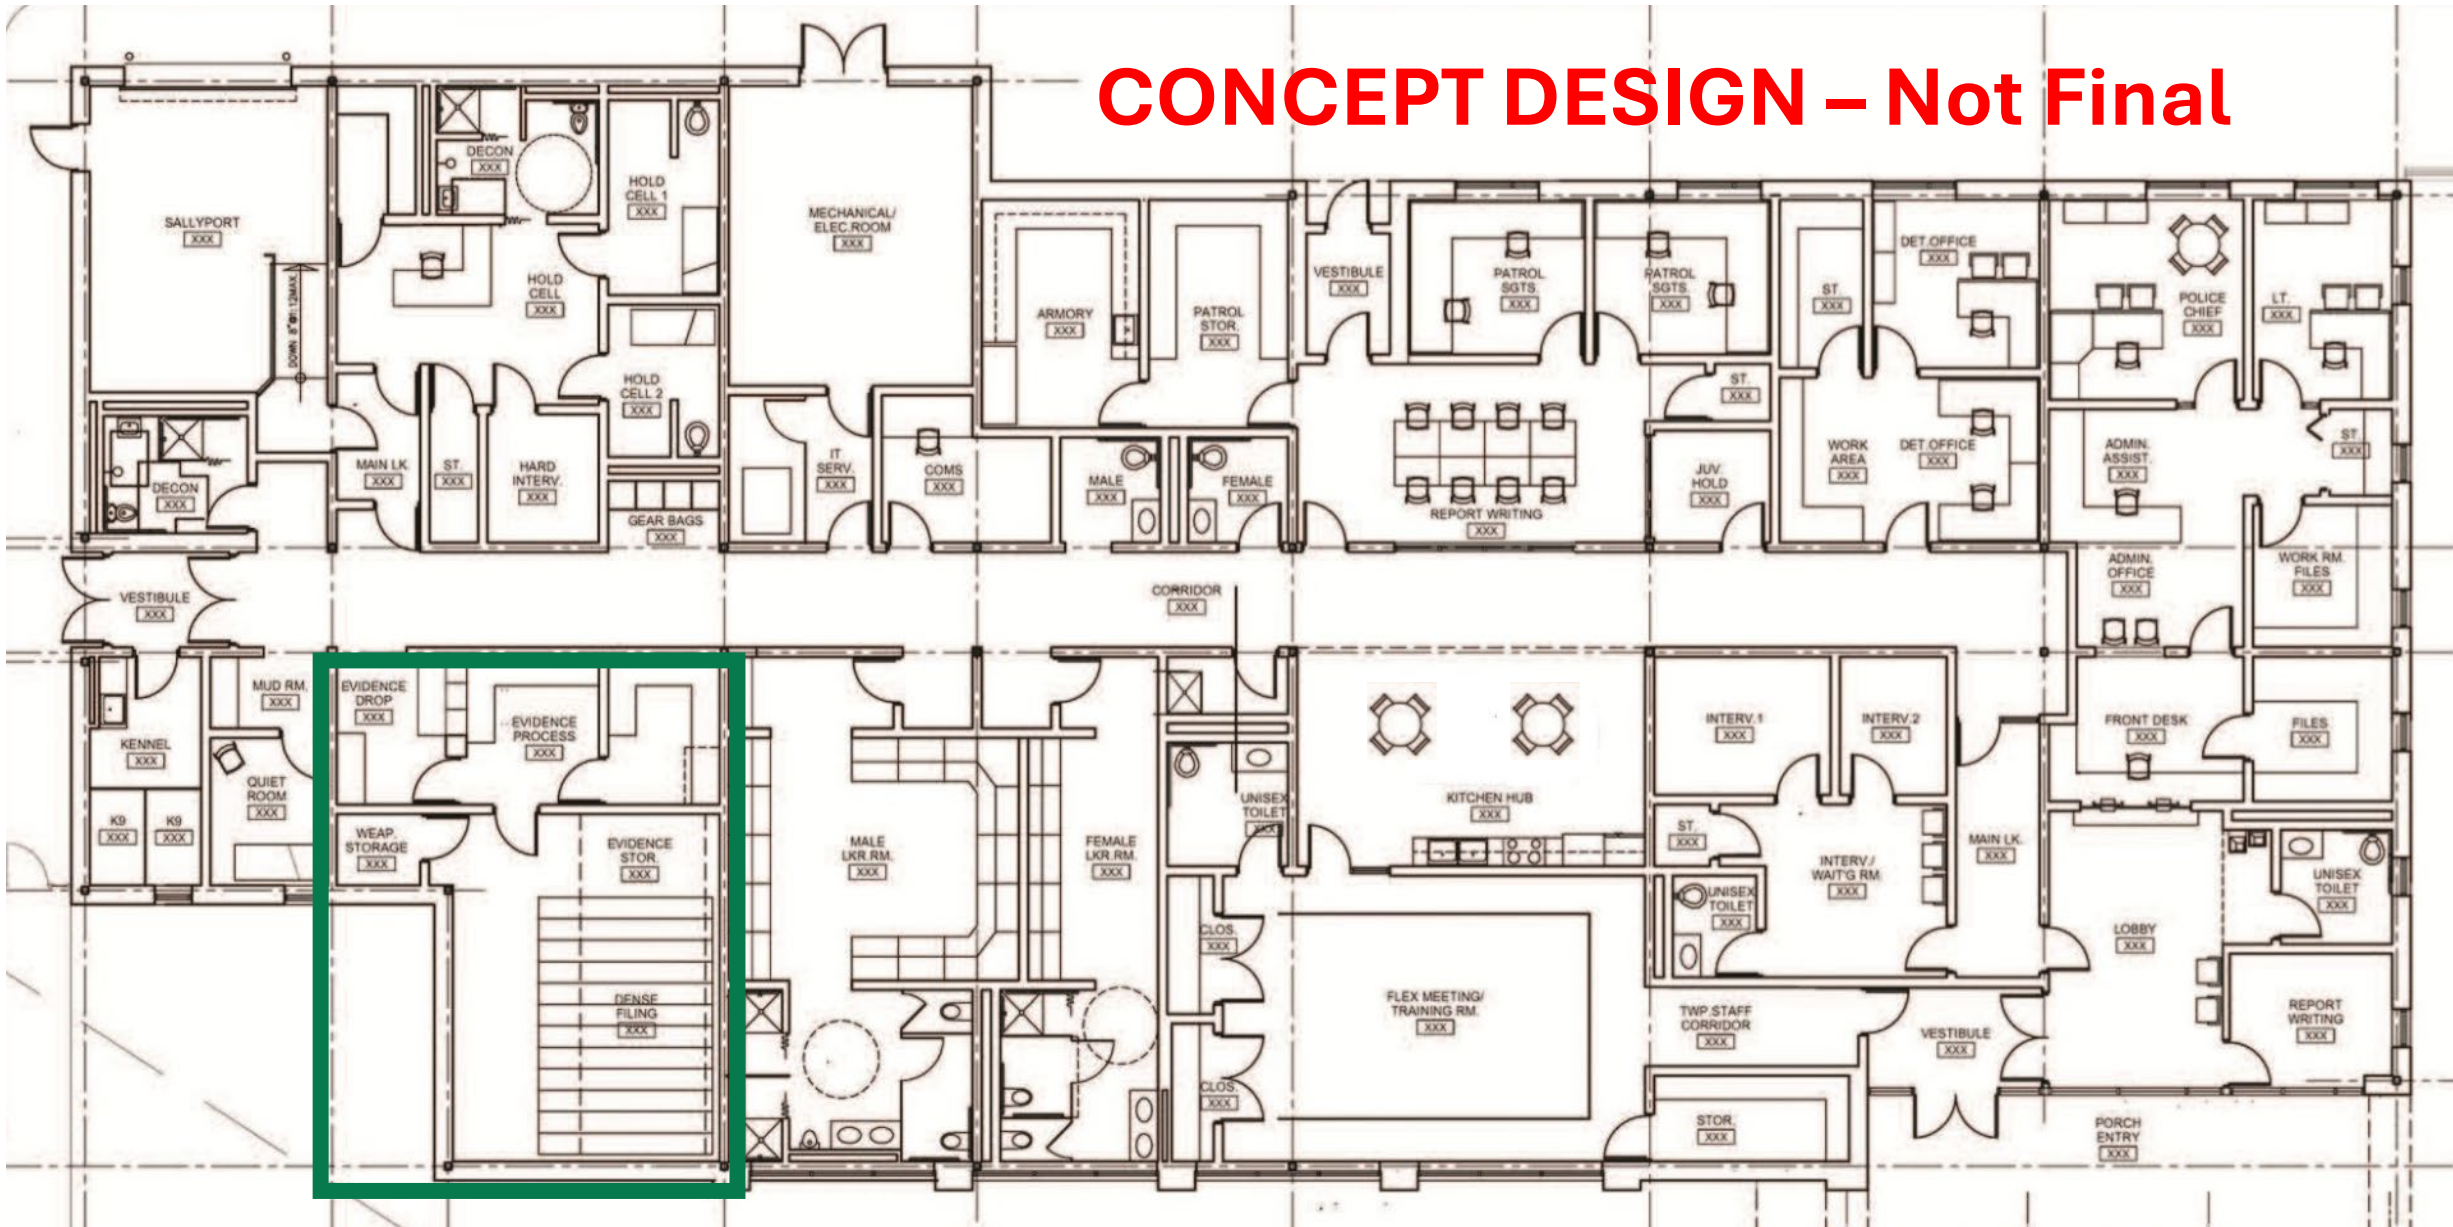 CONCEPT DESIGN – Not Final
DECON
XXX
HOLD
CELL 1
XXX
SALLYPORT
XXX
MECHANICAL/
ELEC.ROOM
XXX
HOLD
CELL
XXX
DOWN 8"@1:12MAX.
ARMORY
XXX
PATROL
STOR.
XXX
VESTIBULE
XXX
PATROL
SGTS.
XXX
PATROL
SGTS.
XXX
ST.
XXX
DET.OFFICE
XXX
POLICE
CHIEF
XXX
LT.
XXX
HOLD
CELL 2
XXX
ST.
XXX
DECON
XXX
MAIN LK.
XXX
ST.
XXX
HARD
INTERV.
XXX
GEAR BAGS
XXX
IT
SERV.
XXX
COMS
XXX
MALE
XXX
FEMALE
XXX
REPORT WRITING
XXX
JUV.
HOLD
XXX
WORK
AREA
XXX
DET.OFFICE
XXX
ADMIN.
ASSIST.
XXX
ST.
XXX
VESTIBULE
XXX
CORRIDOR
XXX
ADMIN.
OFFICE
XXX
WORK RM.
FILES
XXX
MUD RM.
XXX
EVIDENCE
DROP
XXX
EVIDENCE
PROCESS
XXX
KENNEL
XXX
QUIET
ROOM
XXX
K9
XXX
K9
XXX
WEAP.
STORAGE
XXX
EVIDENCE
STOR.
XXX
DENSE
FILING
XXX
MALE
LKR.RM.
XXX
FEMALE
LKR.RM.
XXX
UNISEX
TOILET
XXX
KITCHEN HUB
XXX
INTERV.1
XXX
INTERV.2
XXX
FRONT DESK
XXX
FILES
XXX
ST.
XXX
INTERV./
WAIT'G RM.
XXX
MAIN LK.
XXX
UNISEX
TOILET
XXX
UNISEX
TOILET
XXX
CLOS.
XXX
LOBBY
XXX
FLEX MEETING/
TRAINING RM.
XXX
TWP.STAFF
CORRIDOR
XXX
VESTIBULE
XXX
REPORT
WRITING
XXX
CLOS.
XXX
STOR.
XXX
PORCH
ENTRY
XXX